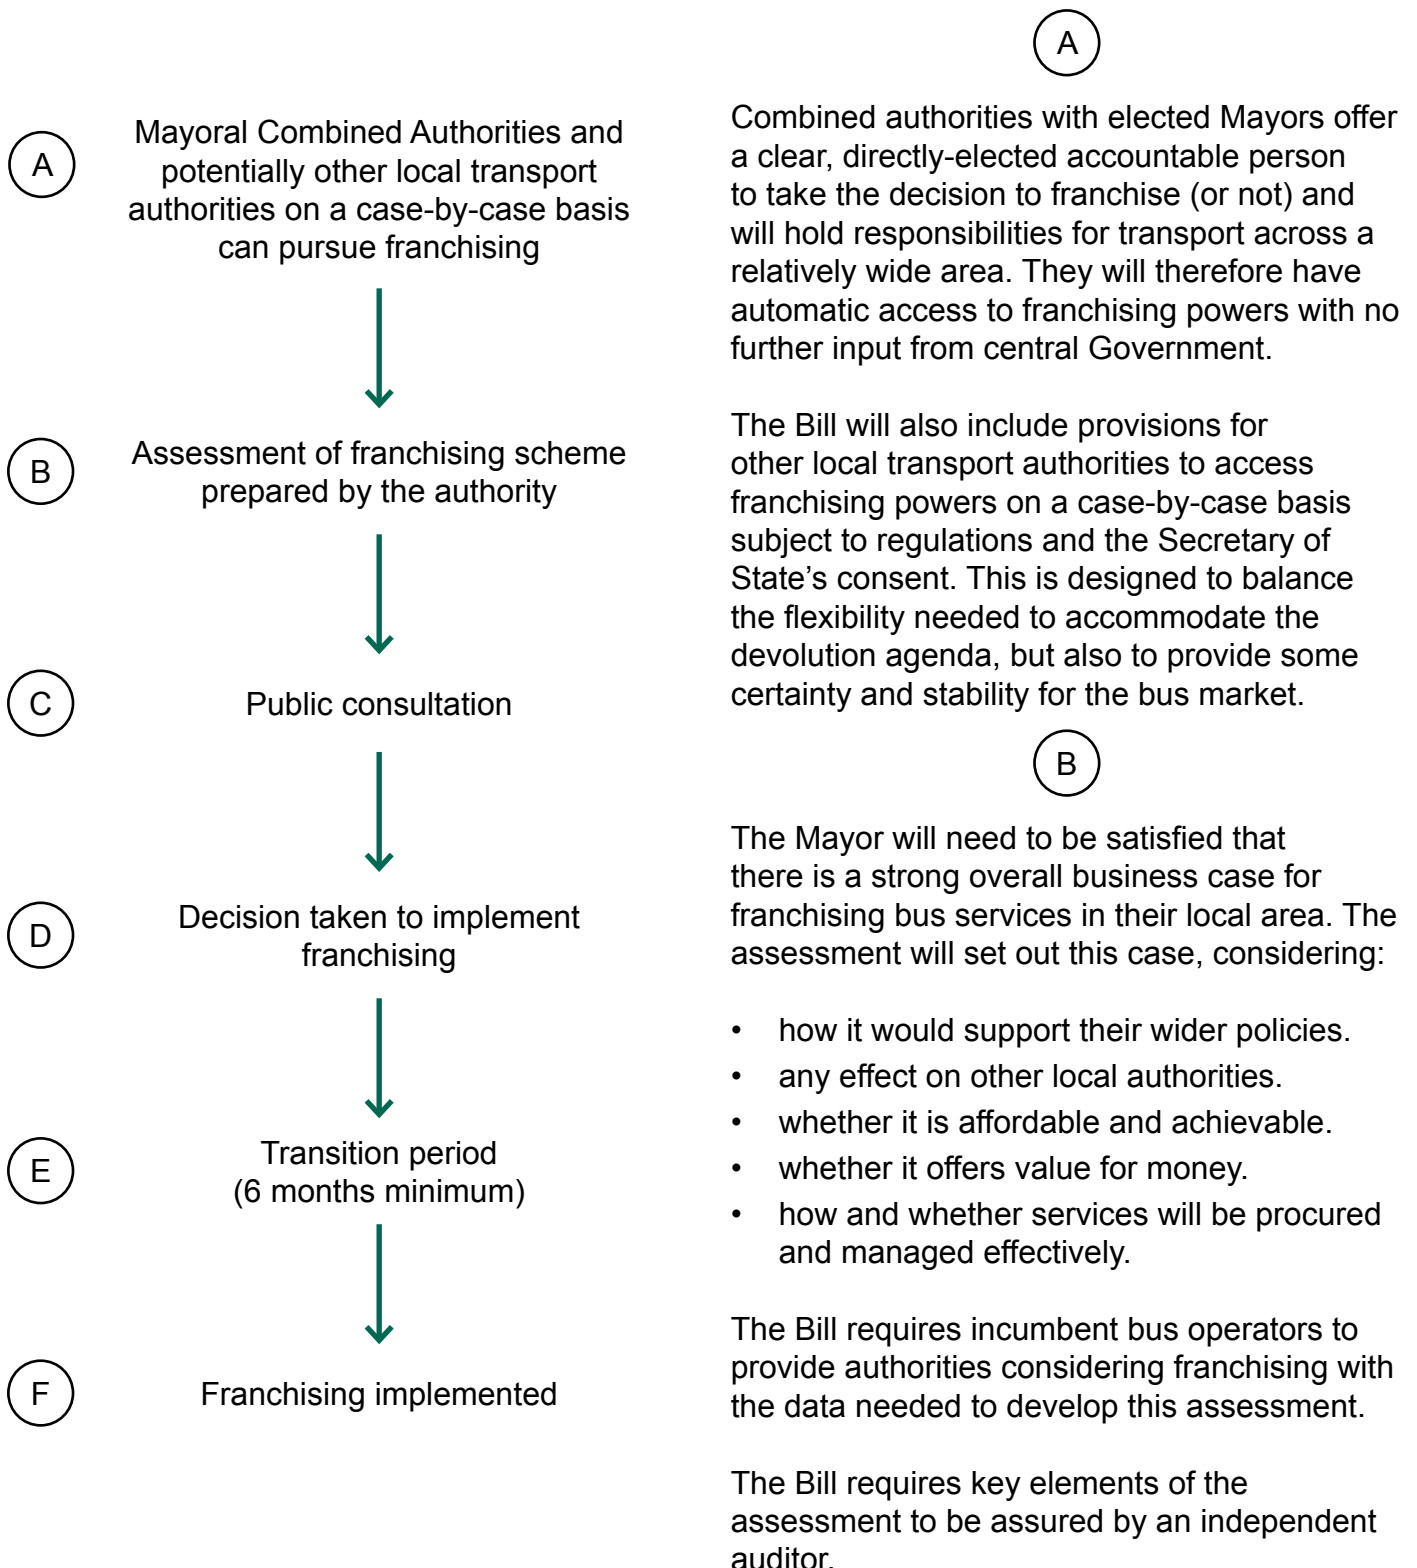 A
Mayoral Combined Authorities and
potentially other local transport
authorities on a case-by-case basis
can pursue franchising
B
Assessment of franchising scheme
prepared by the authority
C
Public consultation
D
Decision taken to implement
franchising
E
Transition period
(6 months minimum)
F
Franchising implemented
A
Combined authorities with elected Mayors offer
a clear, directly-elected accountable person
to take the decision to franchise (or not) and
will hold responsibilities for transport across a
relatively wide area. They will therefore have
automatic access to franchising powers with no
further input from central Government.
The Bill will also include provisions for
other local transport authorities to access
franchising powers on a case-by-case basis
subject to regulations and the Secretary of
State’s consent. This is designed to balance
the flexibility needed to accommodate the
devolution agenda, but also to provide some
certainty and stability for the bus market.
B
The Mayor will need to be satisfied that
there is a strong overall business case for
franchising bus services in their local area. The
assessment will set out this case, considering:
• how it would support their wider policies.
• any effect on other local authorities.
• whether it is affordable and achievable.
• whether it offers value for money.
• how and whether services will be procured
and managed effectively.
The Bill requires incumbent bus operators to
provide authorities considering franchising with
the data needed to develop this assessment.
The Bill requires key elements of the
assessment to be assured by an independent
auditor.